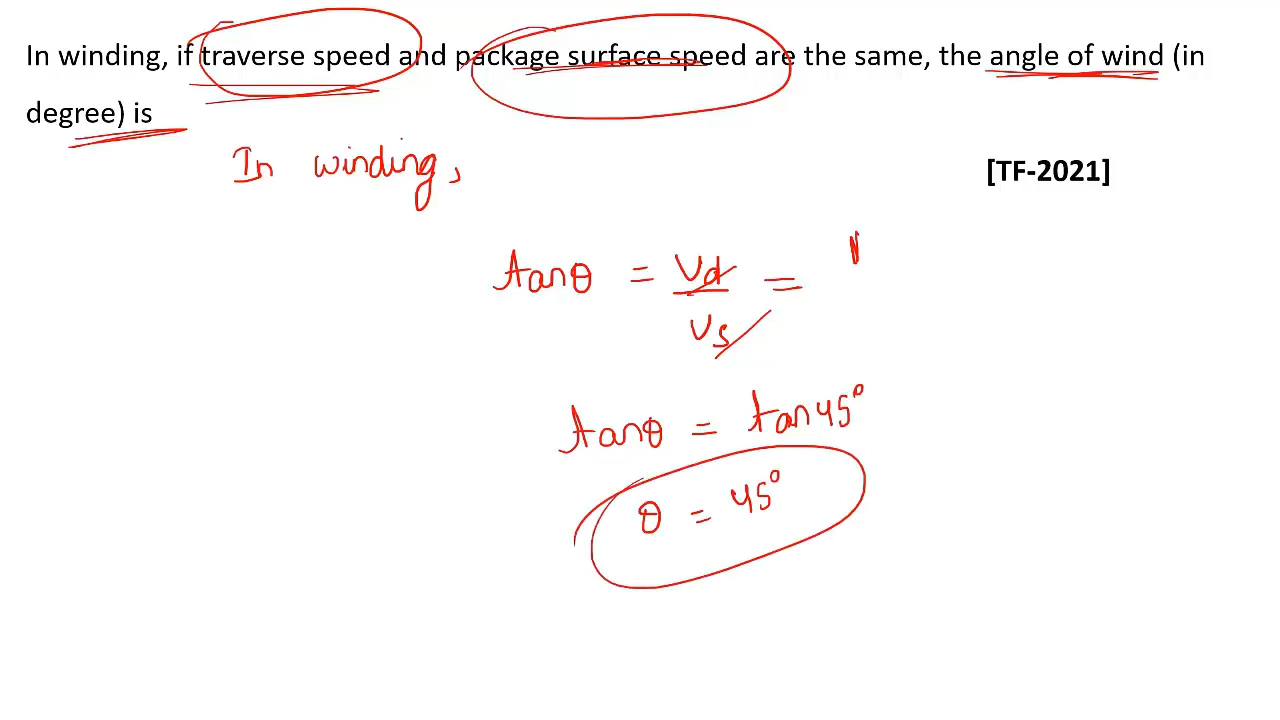 In winding, if traverse speed and package surface speed are the same, the angle of wind (in
degree) is
In winding,
[TF-2021]
tanθ = Vd / Vs = 1
tanθ = tan45°
θ = 45°